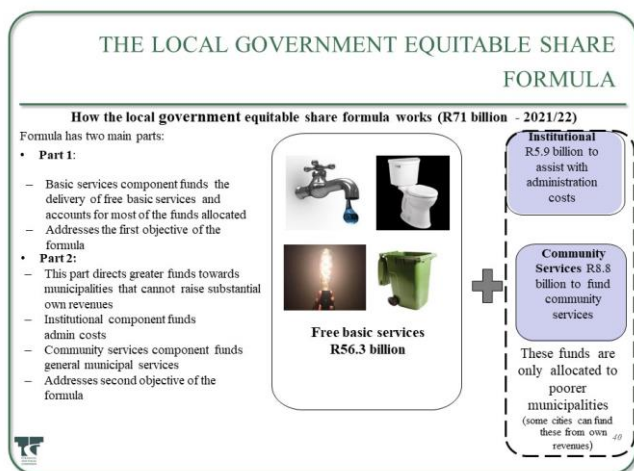 THE LOCAL GOVERNMENT EQUITABLE SHARE
FORMULA
How the local government equitable share formula works (R71 billion - 2021/22)
Formula has two main parts:
• Part 1:
– Basic services component funds the
delivery of free basic services and
accounts for most of the funds allocated
– Addresses the first objective of the
formula
• Part 2:
– This part directs greater funds towards
municipalities that cannot raise substantial
own revenues
– Institutional component funds
admin costs
– Community services component funds
general municipal services
– Addresses second objective of the
formula
Free basic services
R56.3 billion
Institutional
R5.9 billion to
assist with
administration
costs
Community
Services R8.8
billion to fund
community
services
These funds are
only allocated to
poorer
municipalities
(some cities can fund
these from own
revenues)
40